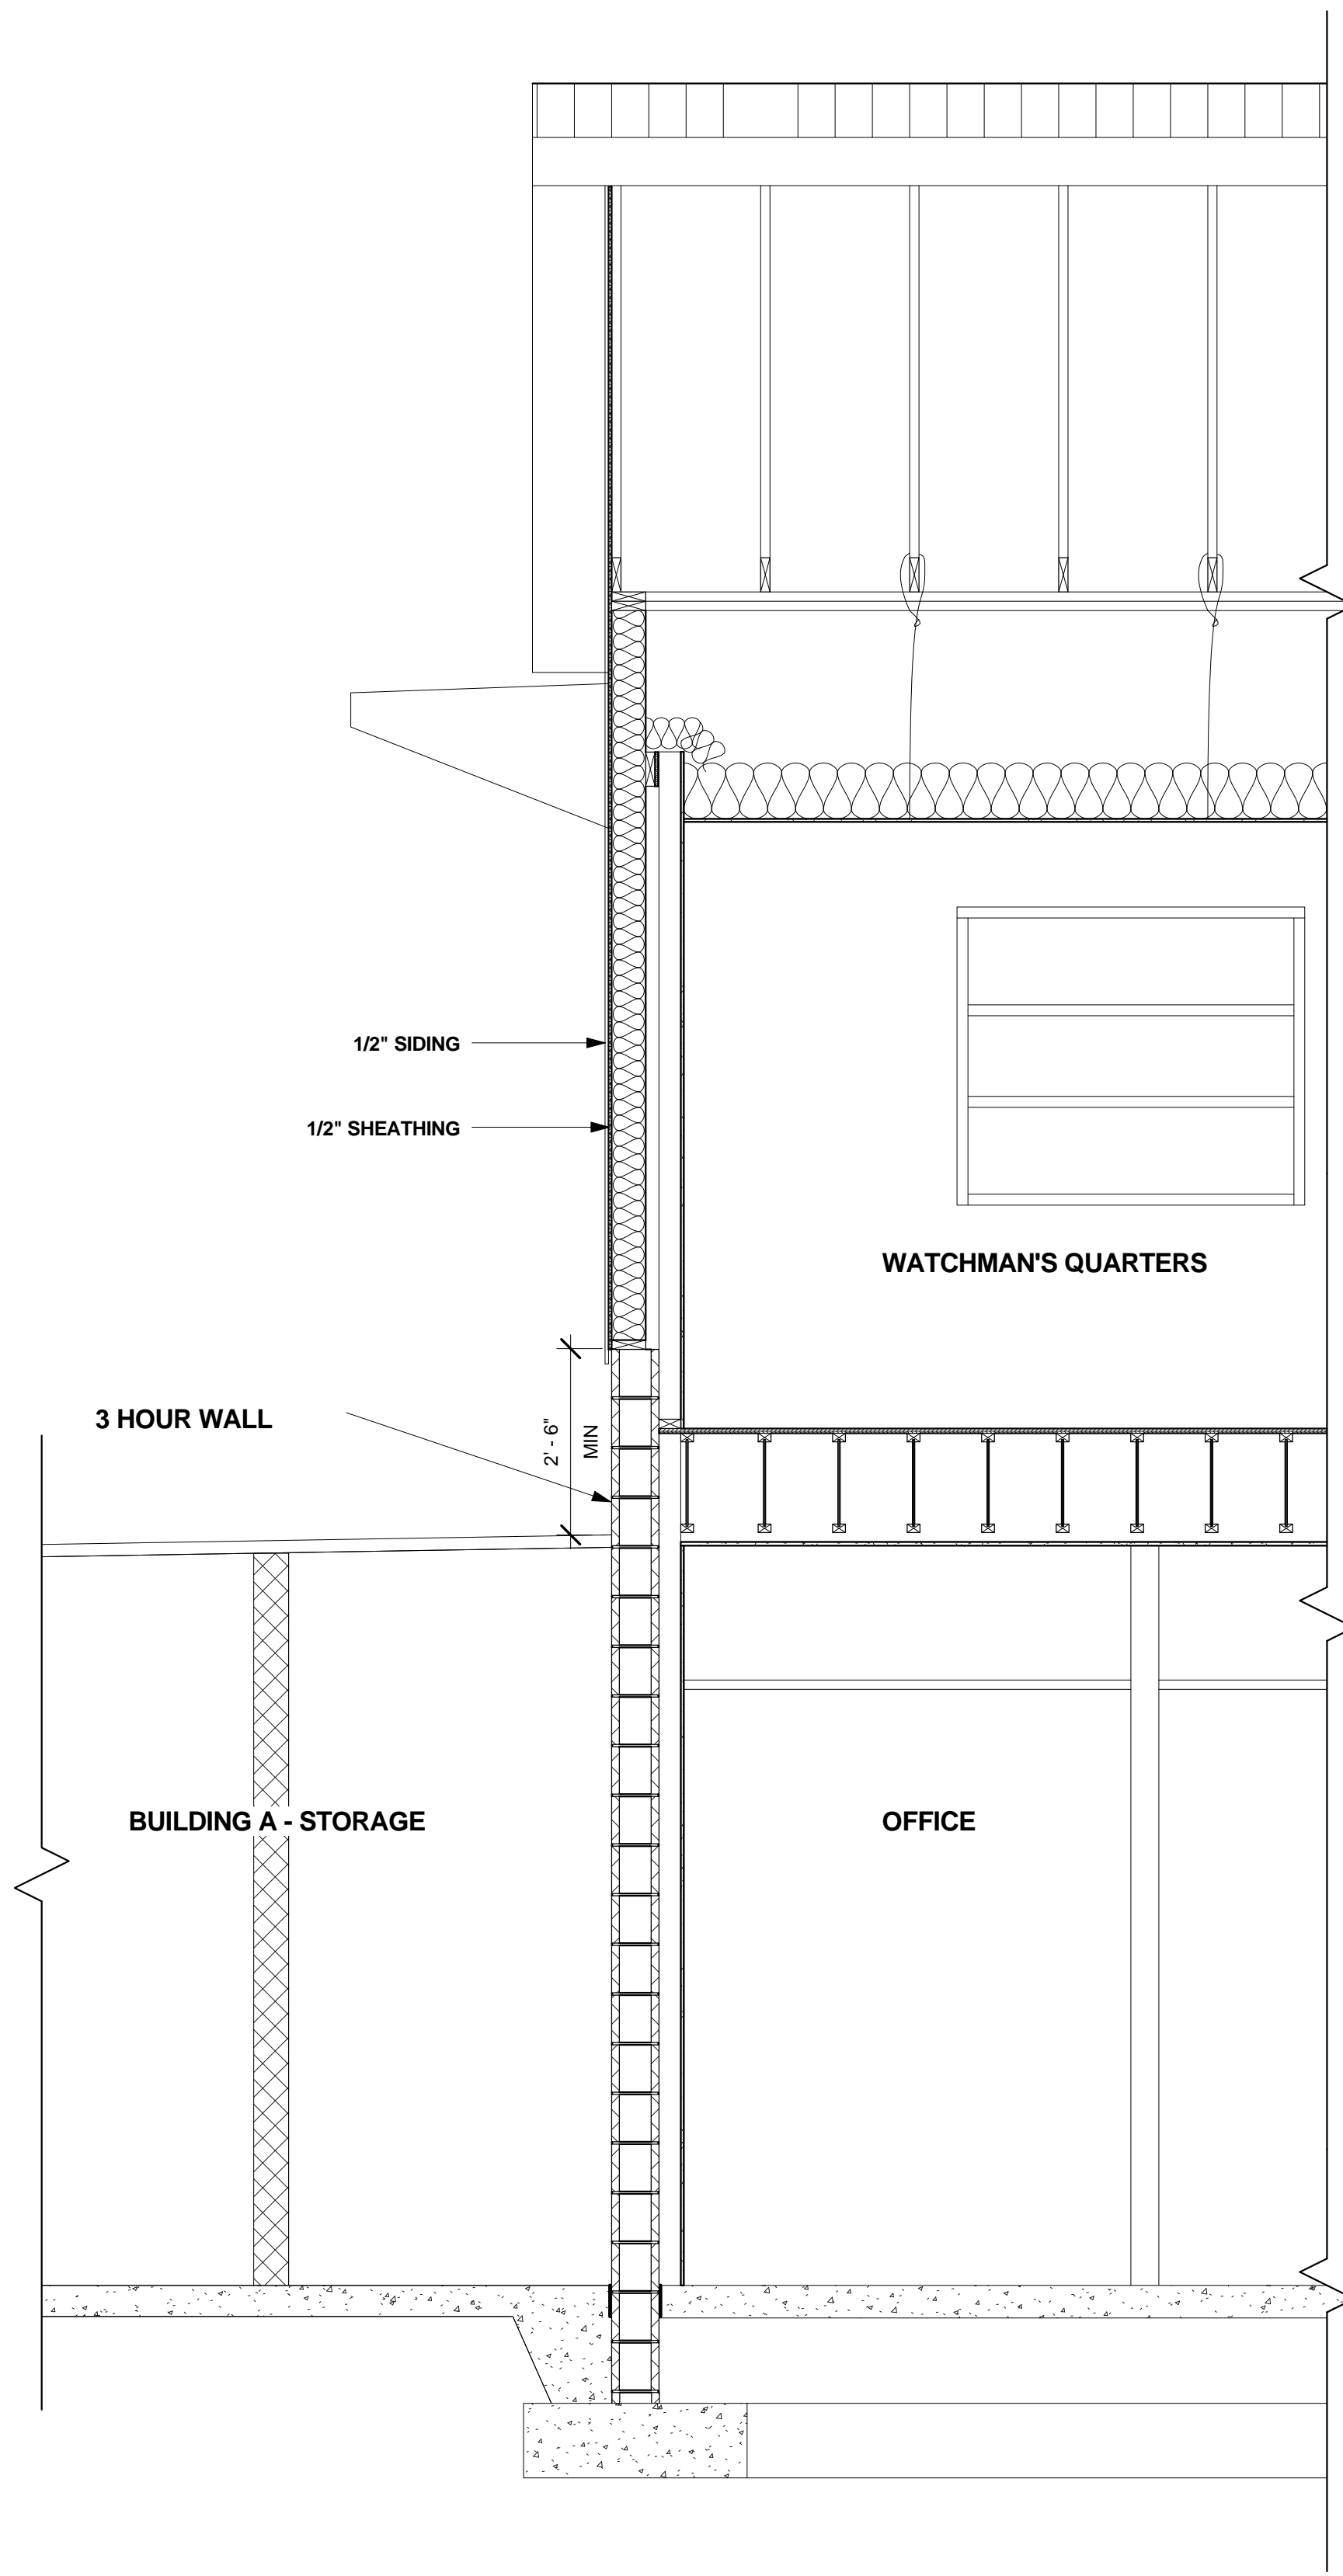 1/2" SIDING
1/2" SHEATHING
WATCHMAN'S QUARTERS
3 HOUR WALL
2' - 6"
MIN
BUILDING A - STORAGE
OFFICE